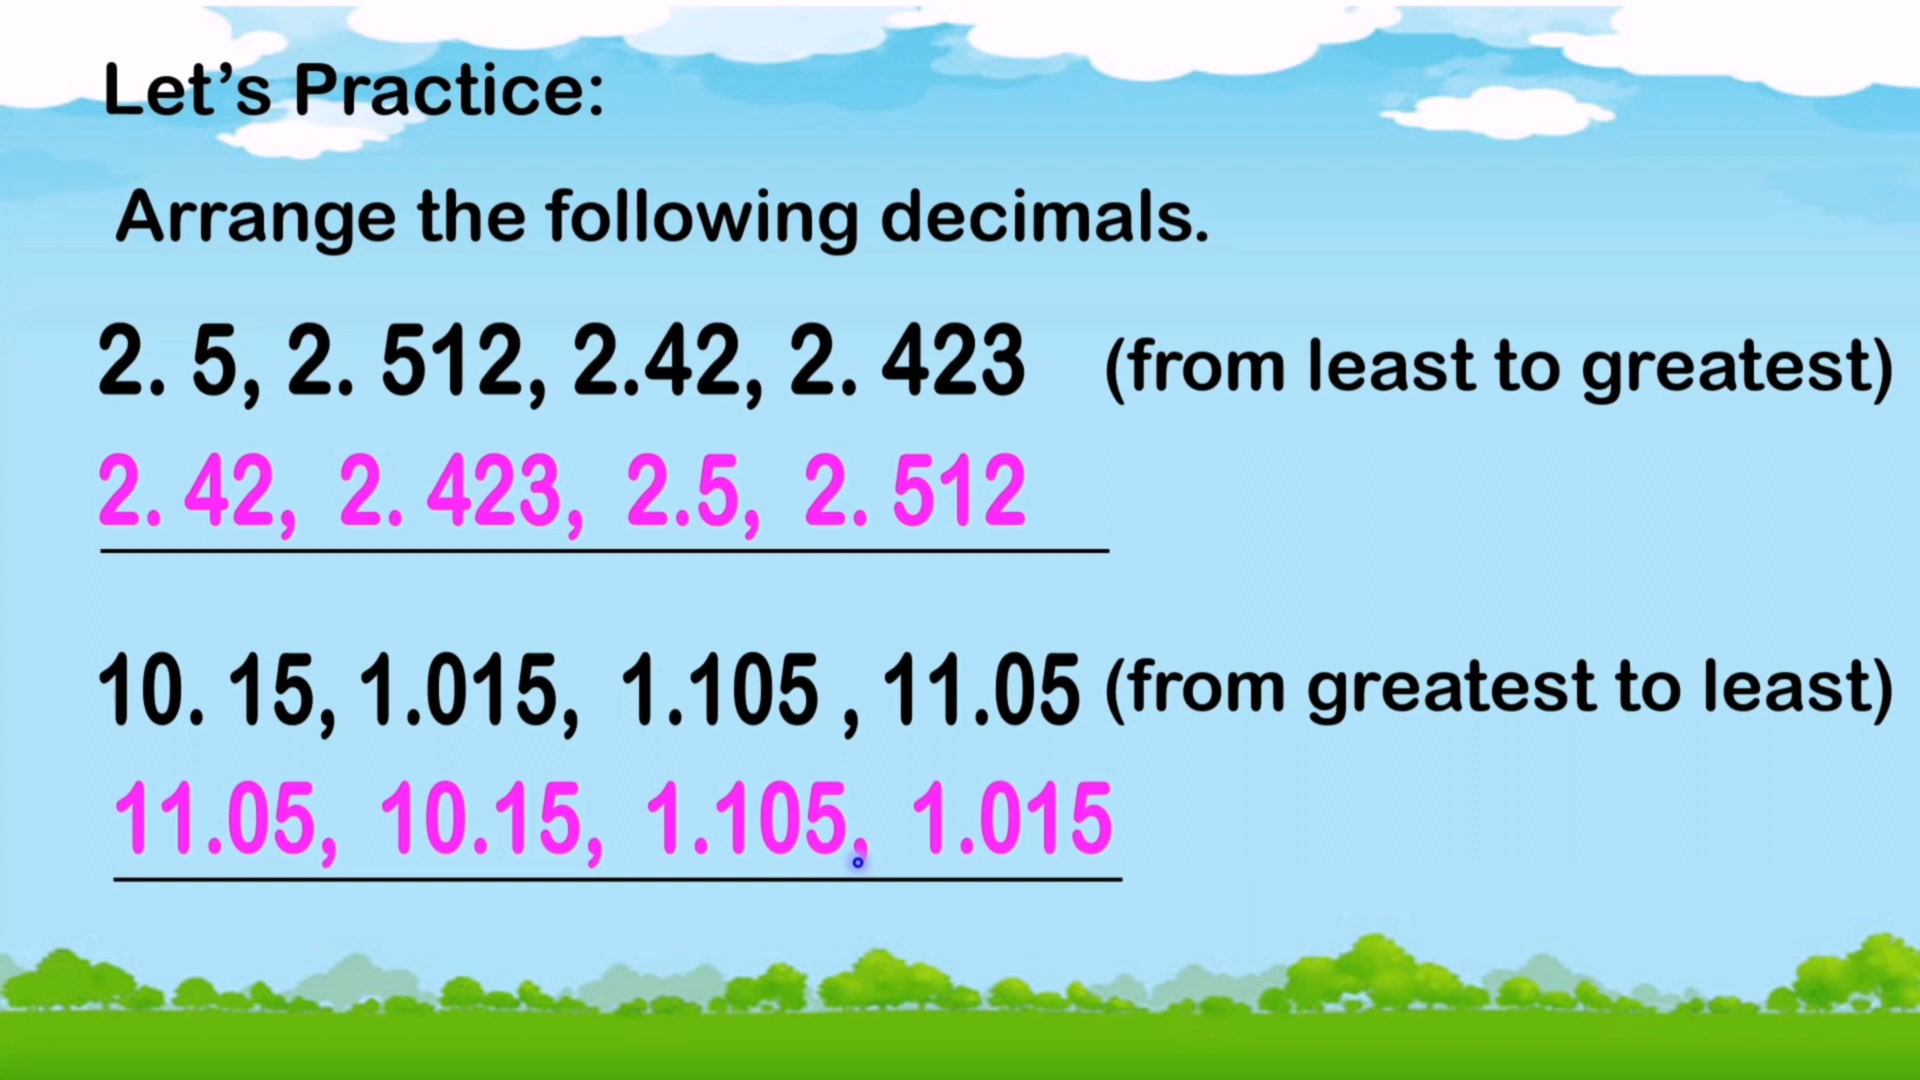 Let’s Practice:
Arrange the following decimals.
2. 5, 2. 512, 2.42, 2. 423 (from least to greatest)
2. 42, 2. 423, 2.5, 2. 512
10. 15, 1.015, 1.105 , 11.05 (from greatest to least)
11.05, 10.15, 1.105, 1.015